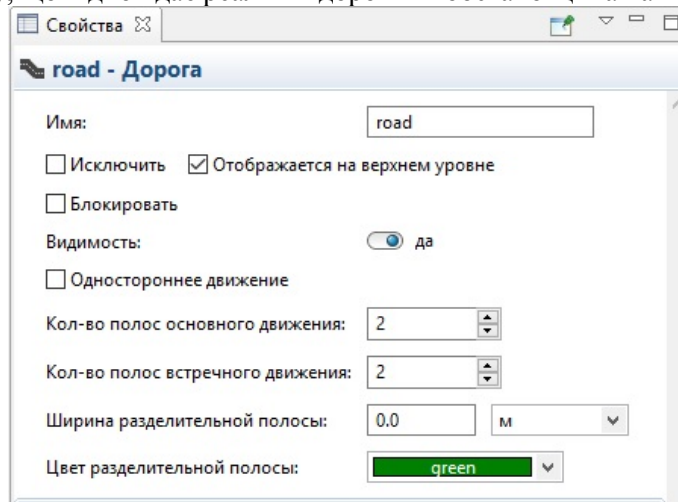 Свойства
road - Дорога
Имя: road
Исключить Отображается на верхнем уровне
Блокировать
Видимость: да
Одностороннее движение
Кол-во полос основного движения: 2
Кол-во полос встречного движения: 2
Ширина разделительной полосы: 0.0 м
Цвет разделительной полосы: green